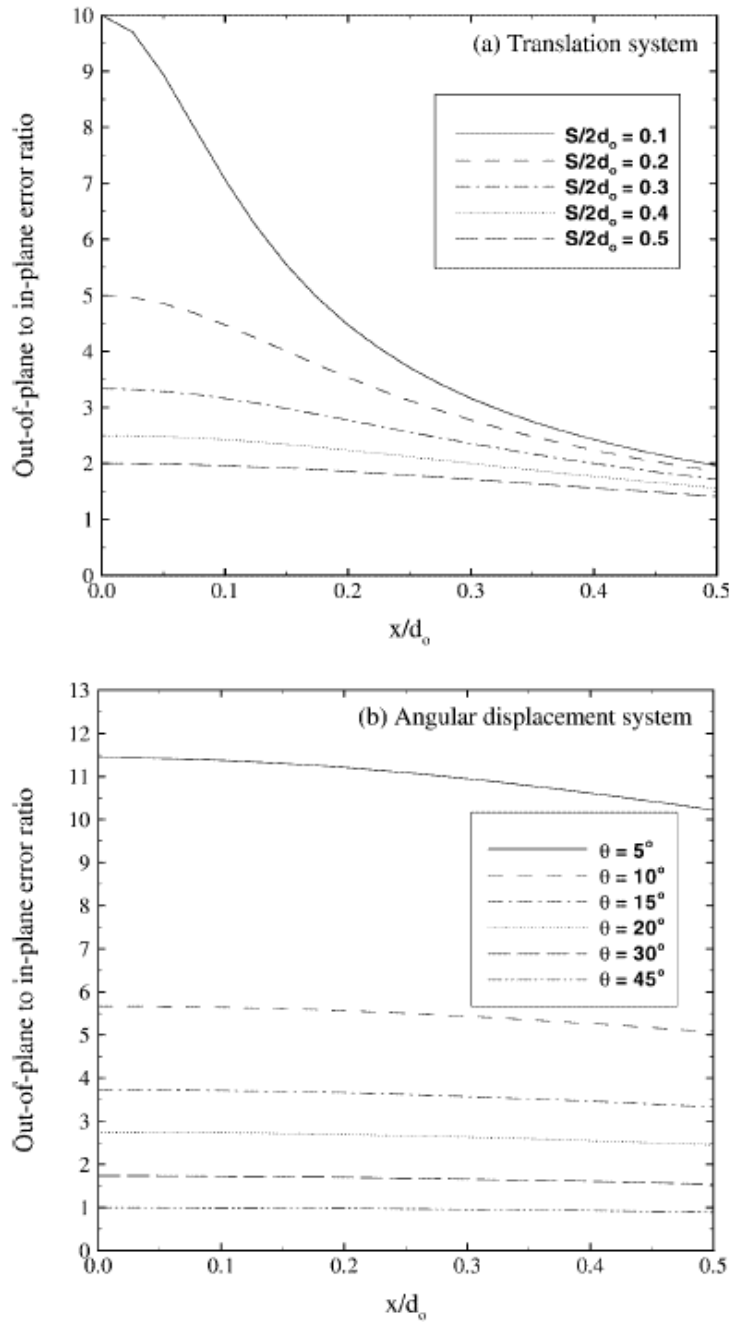 (a) Translation system
10
9
8
7
6
5
4
3
2
1
0
Out-of-plane to in-plane error ratio
S/2dₒ = 0.1
S/2dₒ = 0.2
S/2dₒ = 0.3
S/2dₒ = 0.4
S/2dₒ = 0.5
0.0 0.1 0.2 0.3 0.4 0.5
x/dₒ
(b) Angular displacement system
13
12
11
10
9
8
7
6
5
4
3
2
1
0
Out-of-plane to in-plane error ratio
θ = 5°
θ = 10°
θ = 15°
θ = 20°
θ = 30°
θ = 45°
0.0 0.1 0.2 0.3 0.4 0.5
x/dₒ